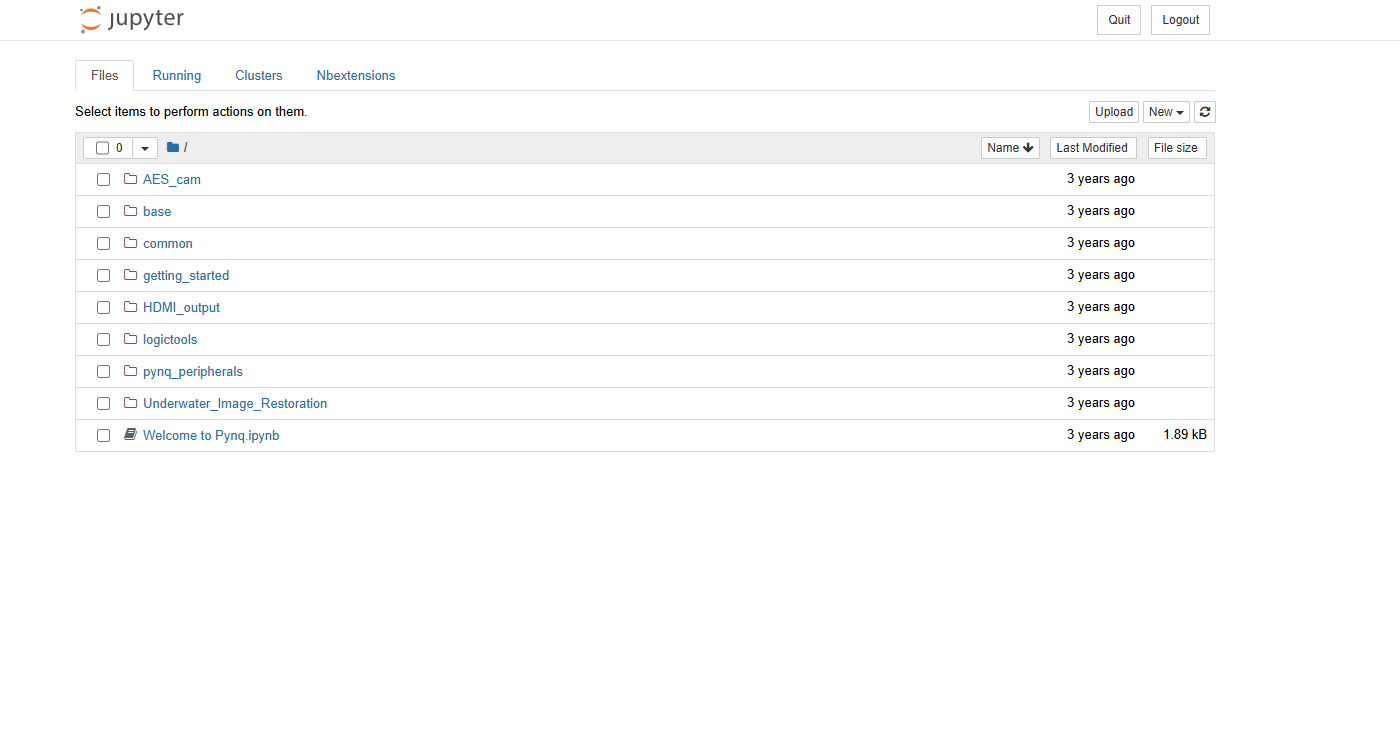 jupyter Quit Logout
Files Running Clusters Nbextensions
Select items to perform actions on them. Upload New
0 / Name Last Modified File size
AES_cam 3 years ago
base 3 years ago
common 3 years ago
getting_started 3 years ago
HDMI_output 3 years ago
logictools 3 years ago
pynq_peripherals 3 years ago
Underwater_Image_Restoration 3 years ago
Welcome to Pynq.ipynb 3 years ago 1.89 kB